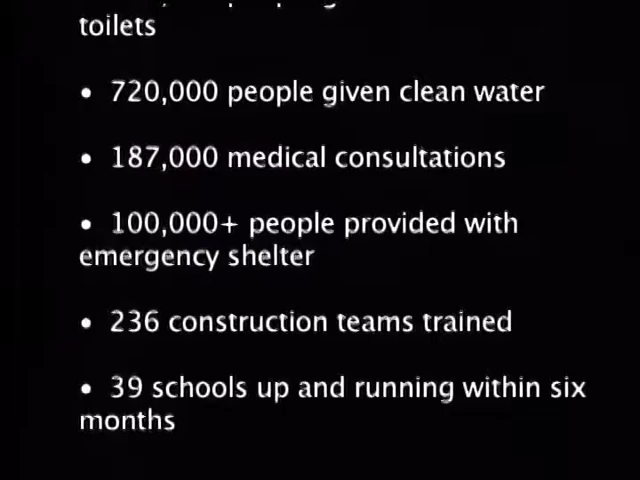 toilets
• 720,000 people given clean water
• 187,000 medical consultations
• 100,000+ people provided with
emergency shelter
• 236 construction teams trained
• 39 schools up and running within six
months